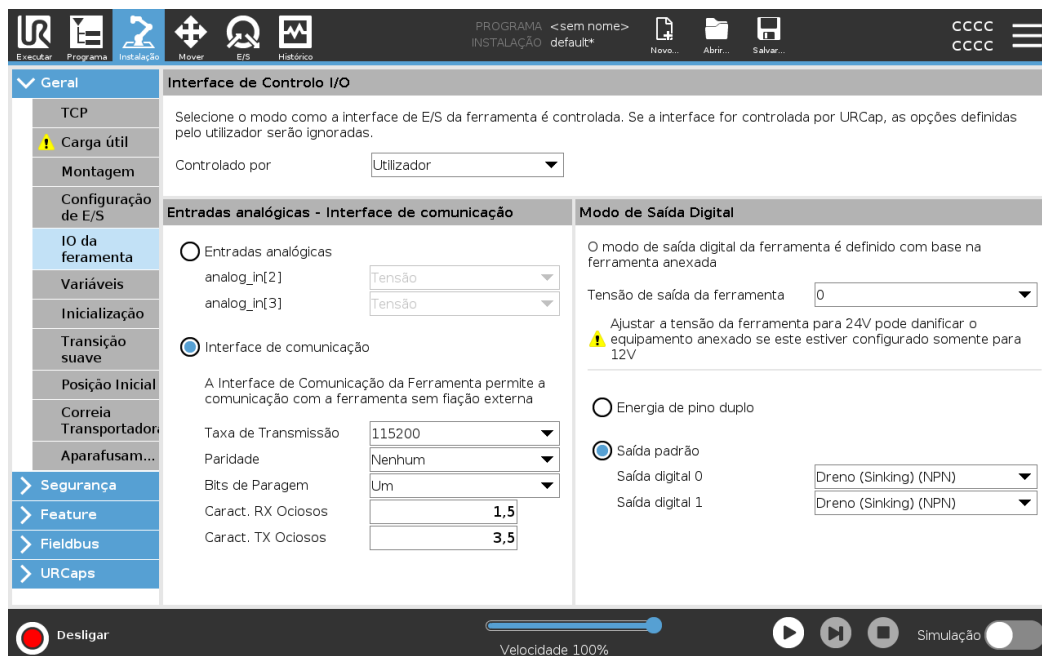 PROGRAMA <sem nome>
INSTALAÇÃO default*
Executar
Programa
Instalação
Mover
E/S
Histórico
Novo...
Abrir...
Salvar...
CCCC
CCCC
Geral
TCP
Carga útil
Montagem
Configuração
de E/S
IO da
feramenta
Variáveis
Inicialização
Transição
suave
Posição Inicial
Correia
Transportadora
Aparafusam...
Segurança
Feature
Fieldbus
URCaps
Interface de Controlo I/O
Selecione o modo como a interface de E/S da ferramenta é controlada. Se a interface for controlada por URCap, as opções definidas
pelo utilizador serão ignoradas.
Controlado por Utilizador
Entradas analógicas - Interface de comunicação
Entradas analógicas
analog_in[2] Tensão
analog_in[3] Tensão
Interface de comunicação
A Interface de Comunicação da Ferramenta permite a
comunicação com a ferramenta sem fiação externa
Taxa de Transmissão 115200
Paridade Nenhum
Bits de Paragem Um
Caract. RX Ociosos 1,5
Caract. TX Ociosos 3,5
Modo de Saída Digital
O modo de saída digital da ferramenta é definido com base na
ferramenta anexada
Tensão de saída da ferramenta 0
Ajustar a tensão da ferramenta para 24V pode danificar o
equipamento anexado se este estiver configurado somente para
12V
Energia de pino duplo
Saída padrão
Saída digital 0 Dreno (Sinking) (NPN)
Saída digital 1 Dreno (Sinking) (NPN)
Desligar
Velocidade 100%
Simulação